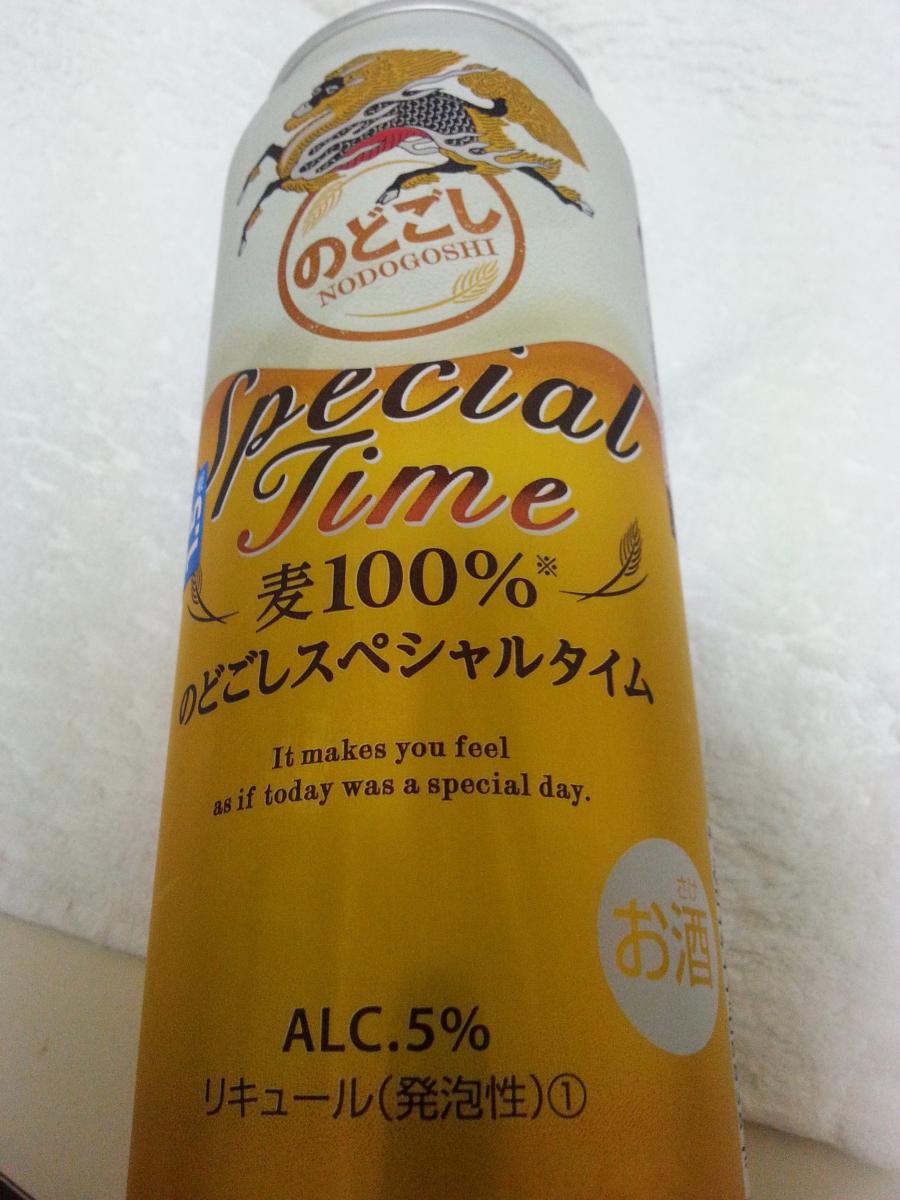 のどごし
NODOGOSHI
Special
Time
麦100%※
のどごしスペシャルタイム
It makes you feel
as if today was a special day.
さけ
お酒
ALC.5%
リキュール(発泡性)①